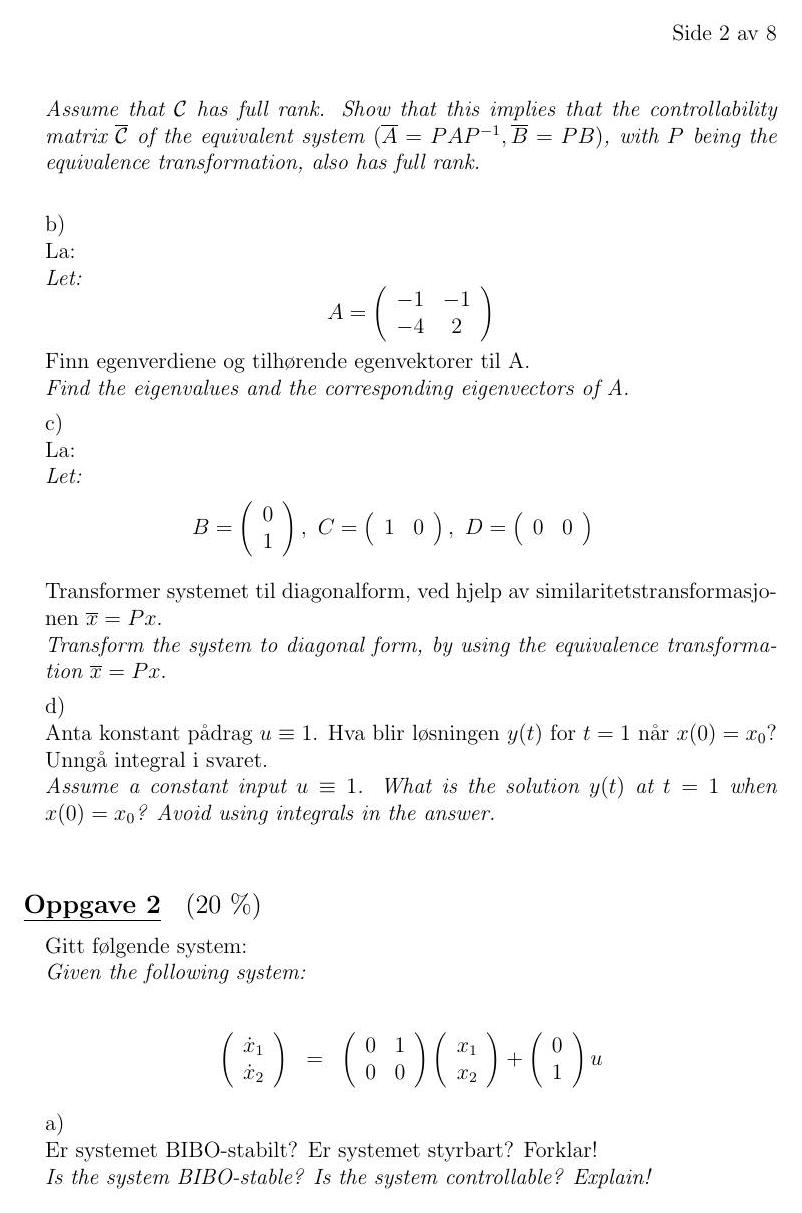 Side 2 av 8
Assume that 𝒞 has full rank. Show that this implies that the controllability
matrix 𝒞̅ of the equivalent system (A̅ = PAP⁻¹, B̅ = PB), with P being the
equivalence transformation, also has full rank.
b)
La:
Let:
A = ( −1 −1
−4 2 )
Finn egenverdiene og tilhørende egenvektorer til A.
Find the eigenvalues and the corresponding eigenvectors of A.
c)
La:
Let:
B = ( 0
1 ), C = ( 1 0 ), D = ( 0 0 )
Transformer systemet til diagonalform, ved hjelp av similaritetstransformasjo-
nen x̅ = Px.
Transform the system to diagonal form, by using the equivalence transforma-
tion x̅ = Px.
d)
Anta konstant pådrag u ≡ 1. Hva blir løsningen y(t) for t = 1 når x(0) = x₀?
Unngå integral i svaret.
Assume a constant input u ≡ 1. What is the solution y(t) at t = 1 when
x(0) = x₀? Avoid using integrals in the answer.
Oppgave 2 (20 %)
Gitt følgende system:
Given the following system:
( ẋ₁ ) = ( 0 1 ) ( x₁ ) + ( 0 ) u
( ẋ₂ ) ( 0 0 ) ( x₂ ) ( 1 )
a)
Er systemet BIBO-stabilt? Er systemet styrbart? Forklar!
Is the system BIBO-stable? Is the system controllable? Explain!